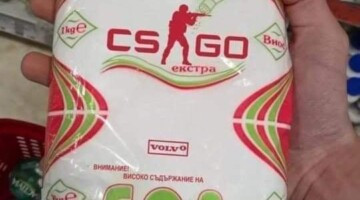 1kg e
CS GO
екстра
Внос
VOLVO
ВНИМАНИЕ!
ВИСОКО СЪДЪРЖАНИЕ НА